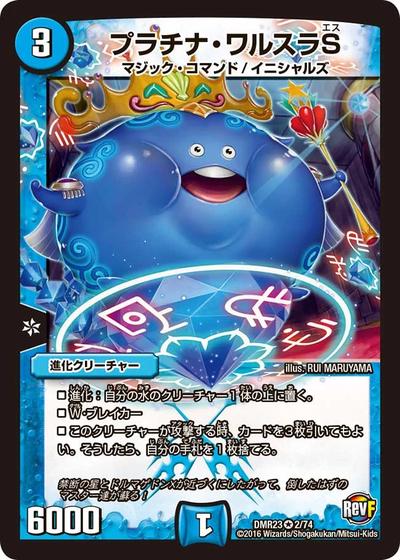 3
プラチナ・ワルスラS
エス
マジック・コマンド / イニシャルズ
illus. RUI MARUYAMA
進化クリーチャー
■進化：自分の水のクリーチャー1体の上に置く。
■W・ブレイカー
■このクリーチャーが攻撃する時、カードを3枚引いてもよ
い。そうしたら、自分の手札を1枚捨てる。
禁断の星とドルマゲドンXが近づくにしたがって、倒したはずの
マスター達が蘇る！
RevF
6000
1
DMR23 2/74
©2016 Wizards/Shogakukan/Mitsui-Kids